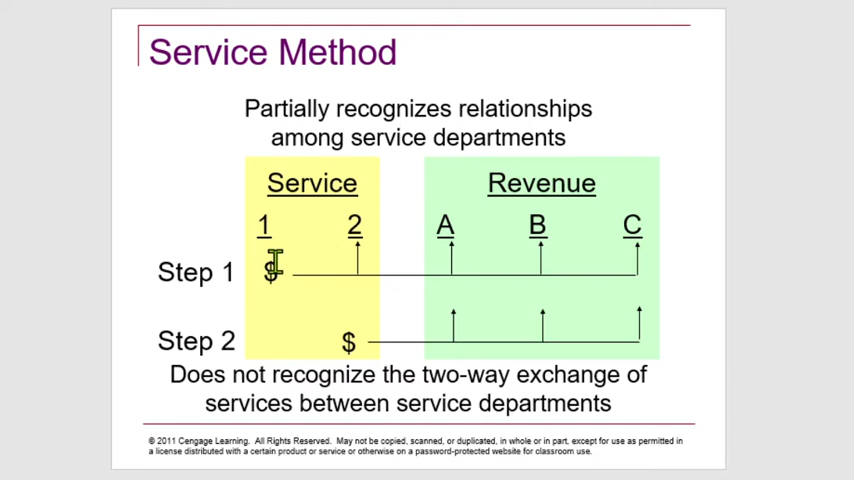 Service Method
Partially recognizes relationships
among service departments
Service Revenue
1 2 A B C
Step 1 $
Step 2 $
Does not recognize the two-way exchange of
services between service departments
© 2011 Cengage Learning. All Rights Reserved. May not be copied, scanned, or duplicated, in whole or in part, except for use as permitted in
a license distributed with a certain product or service or otherwise on a password-protected website for classroom use.